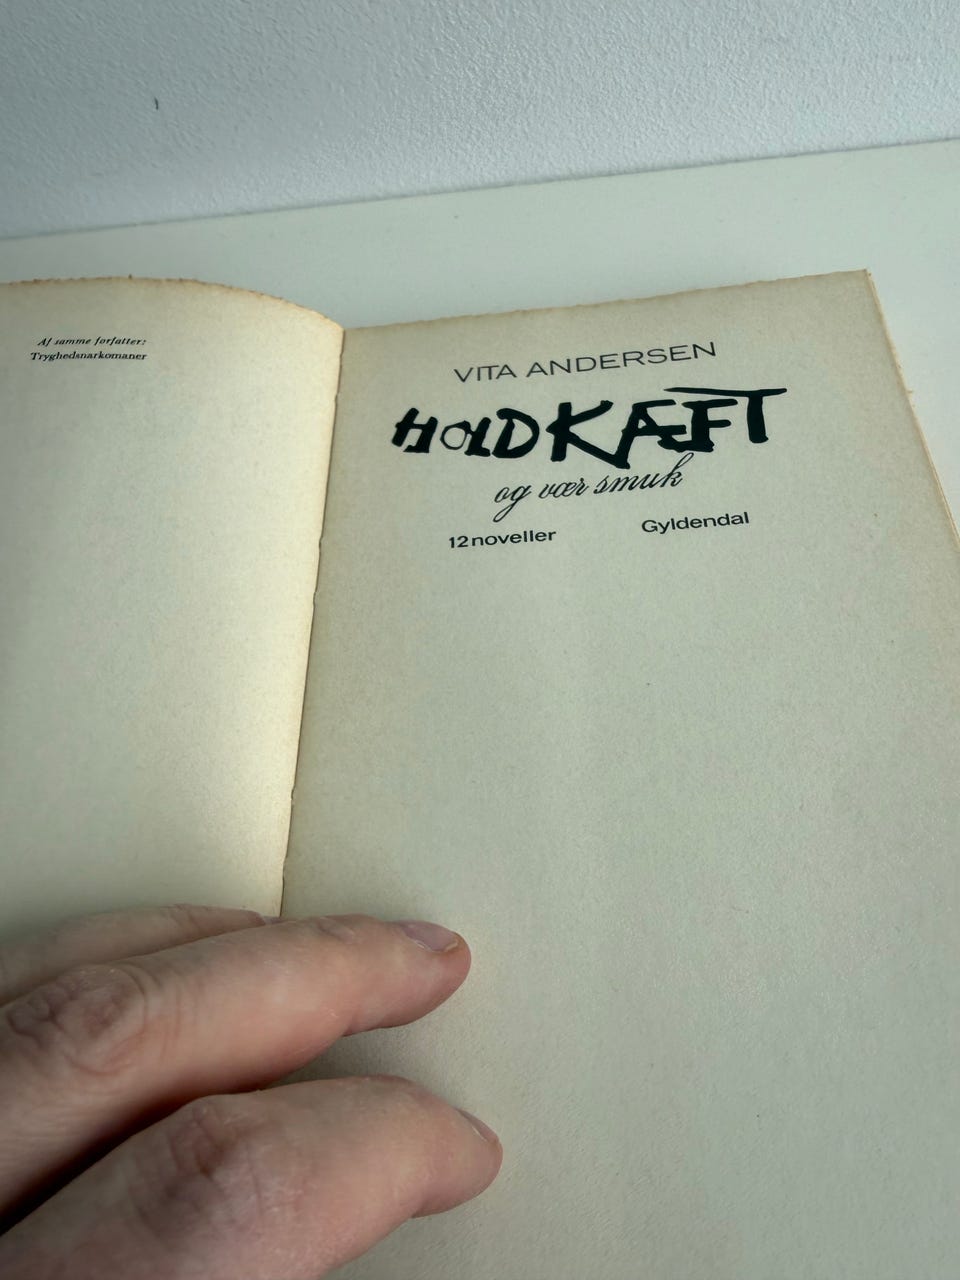 Af samme forfatter:
Tryghedsnarkomaner
VITA ANDERSEN
HOLD KÆFT
og vær smuk
12 noveller Gyldendal